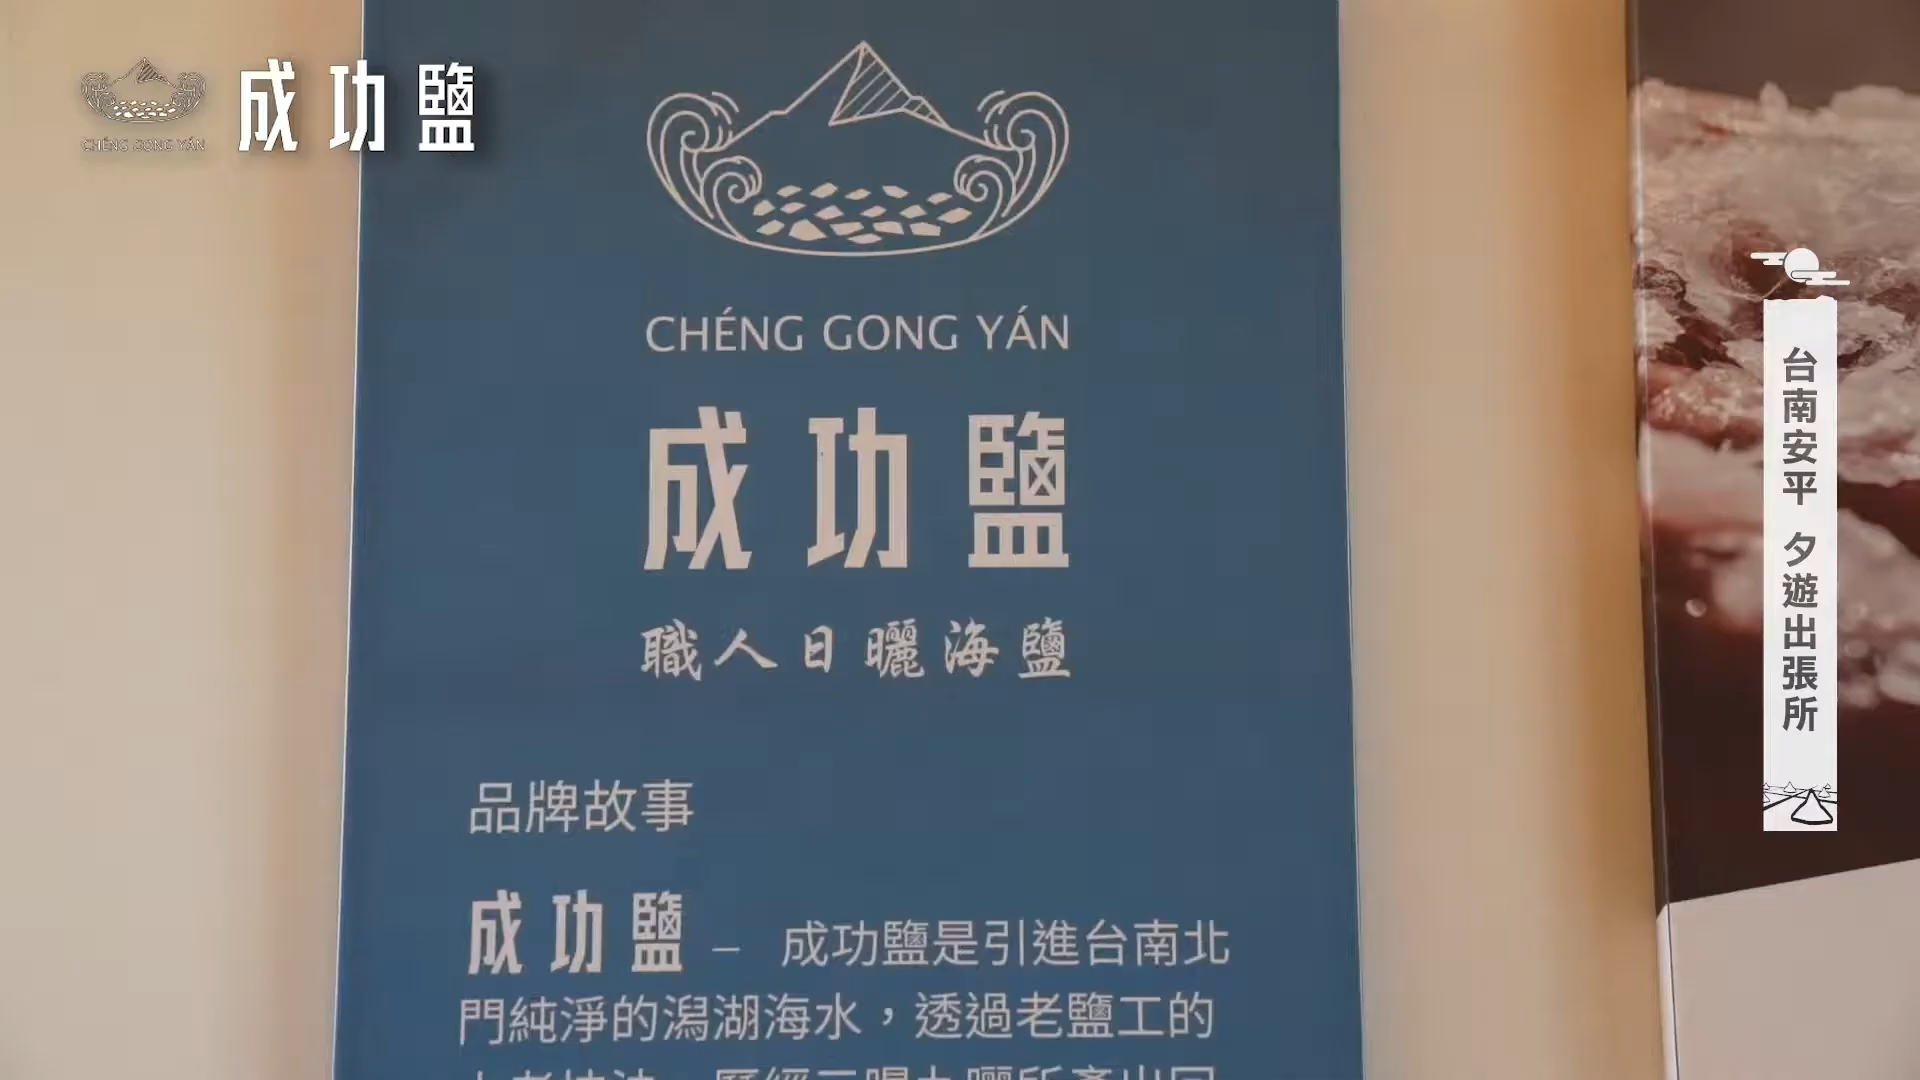 成功鹽
CHÉNG GONG YÁN
CHÉNG GONG YÁN
成功鹽
職人日曬海鹽
品牌故事
成功鹽 – 成功鹽是引進台南北
門純淨的潟湖海水，透過老鹽工的
台南安平 夕遊出張所